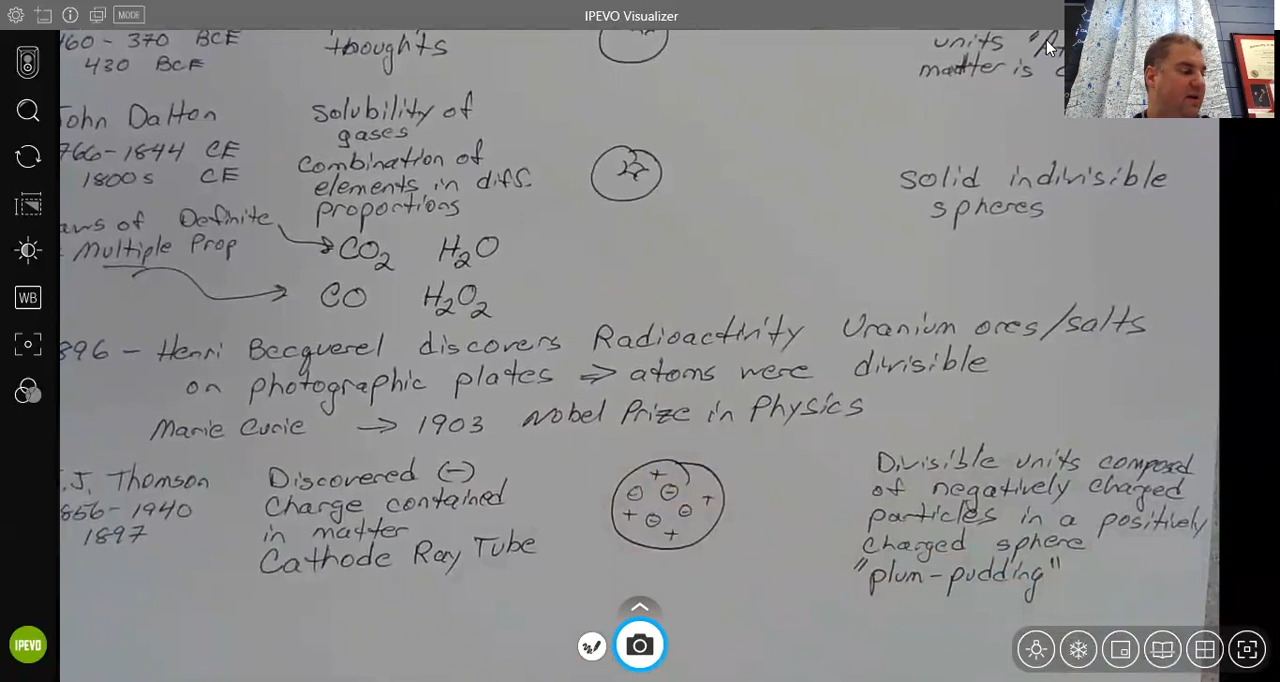 MODE
IPEVO Visualizer
460 - 370 BCE
430 BCE
thoughts
units "A
matter is c
John Dalton
766-1844 CE
1800s CE
Solubility of
gases
combination of
elements in diff.
proportions
solid indivisible
spheres
aws of Definite
Multiple Prop
CO2 H2O
CO H2O2
896 - Henri Becquerel discovers Radioactivity Uranium ores/salts
on photographic plates => atoms were divisible
Marie Curie -> 1903 Nobel Prize in Physics
.J. Thomson
856-1940
1897
Discovered (-)
Charge contained
in matter
Cathode Ray Tube
Divisible units composed
of negatively charged
particles in a positively
charged sphere
"plum-pudding"
WB
IPEVO